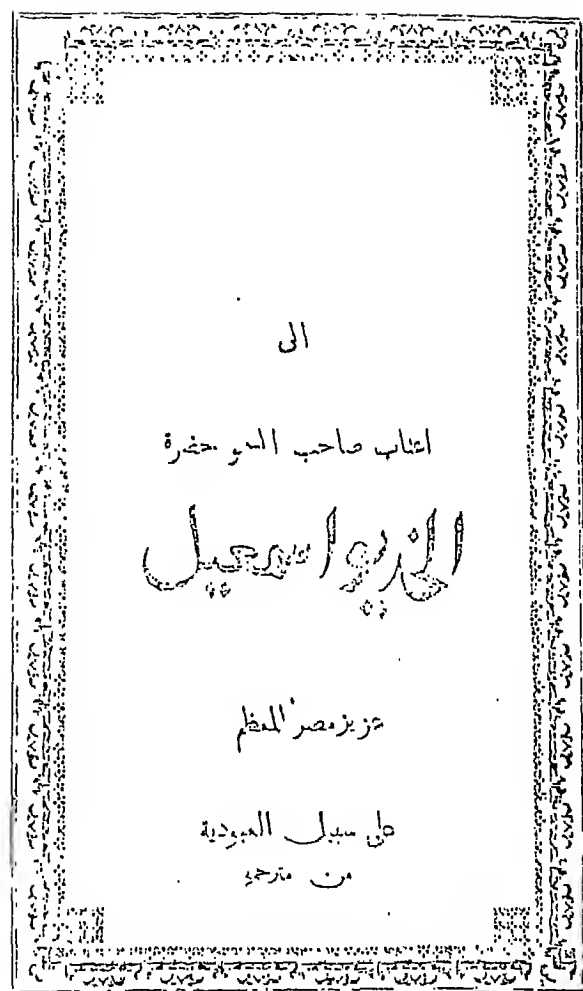 الى
اعتاب صاحب السمو حضرة
الخديو اسمعيل
عزيز مصر المعظم
على سبيل العبودية
من مترجمه